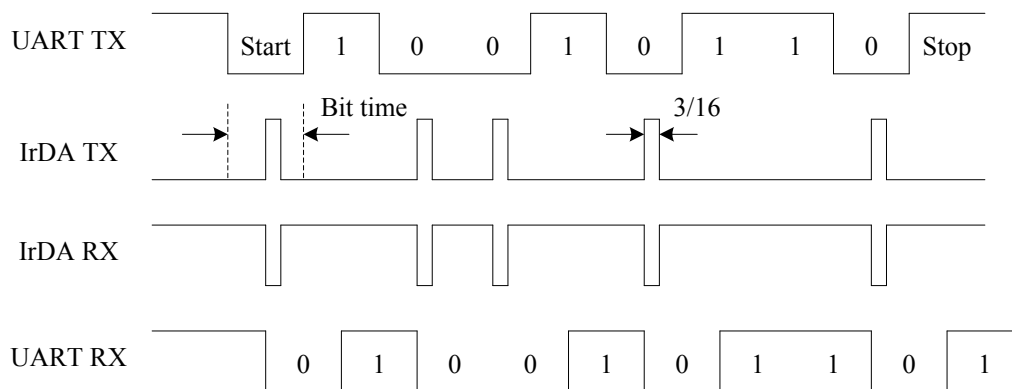 UART TX Start 1 0 0 1 0 1 1 0 Stop
Bit time 3/16
IrDA TX
IrDA RX
UART RX 0 1 0 0 1 0 1 1 0 1